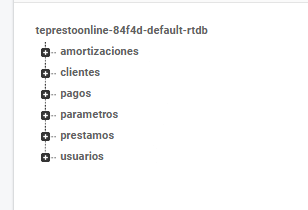 teprestoonline-84f4d-default-rtdb
amortizaciones
clientes
pagos
parametros
prestamos
usuarios